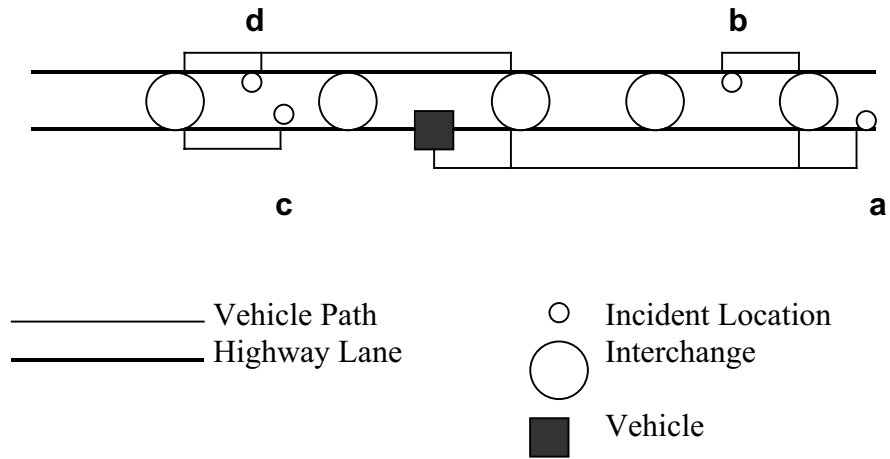 d b
c a
Vehicle Path Incident Location
Highway Lane Interchange
Vehicle